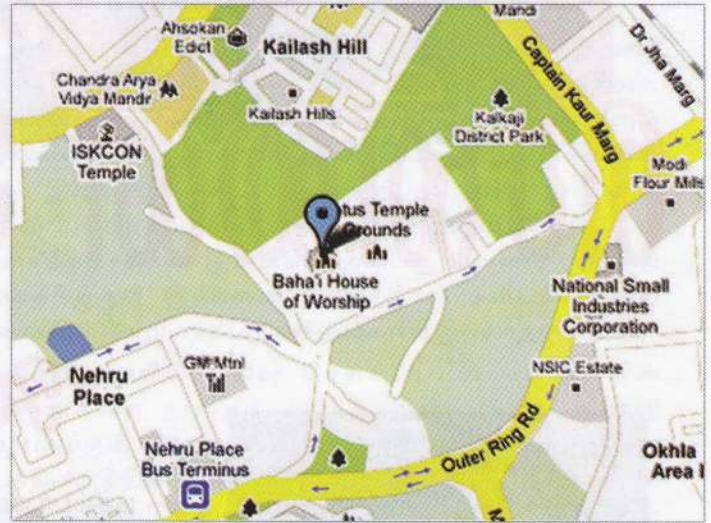 Mandi
Ahsokan
Edict
Kailash Hill
Captain Kaur Marg
Dr Jha Marg
Chandra Arya
Vidya Mandir
Kailash Hills
Kalkaji
District Park
ISKCON
Temple
Modi
Flour Mills
tus Temple
rounds
Baha'i House
of Worship
National Small
Industries
Corporation
GM Mtnl
NSIC Estate
Nehru
Place
Nehru Place
Bus Terminus
Outer Ring Rd
Okhla
Area